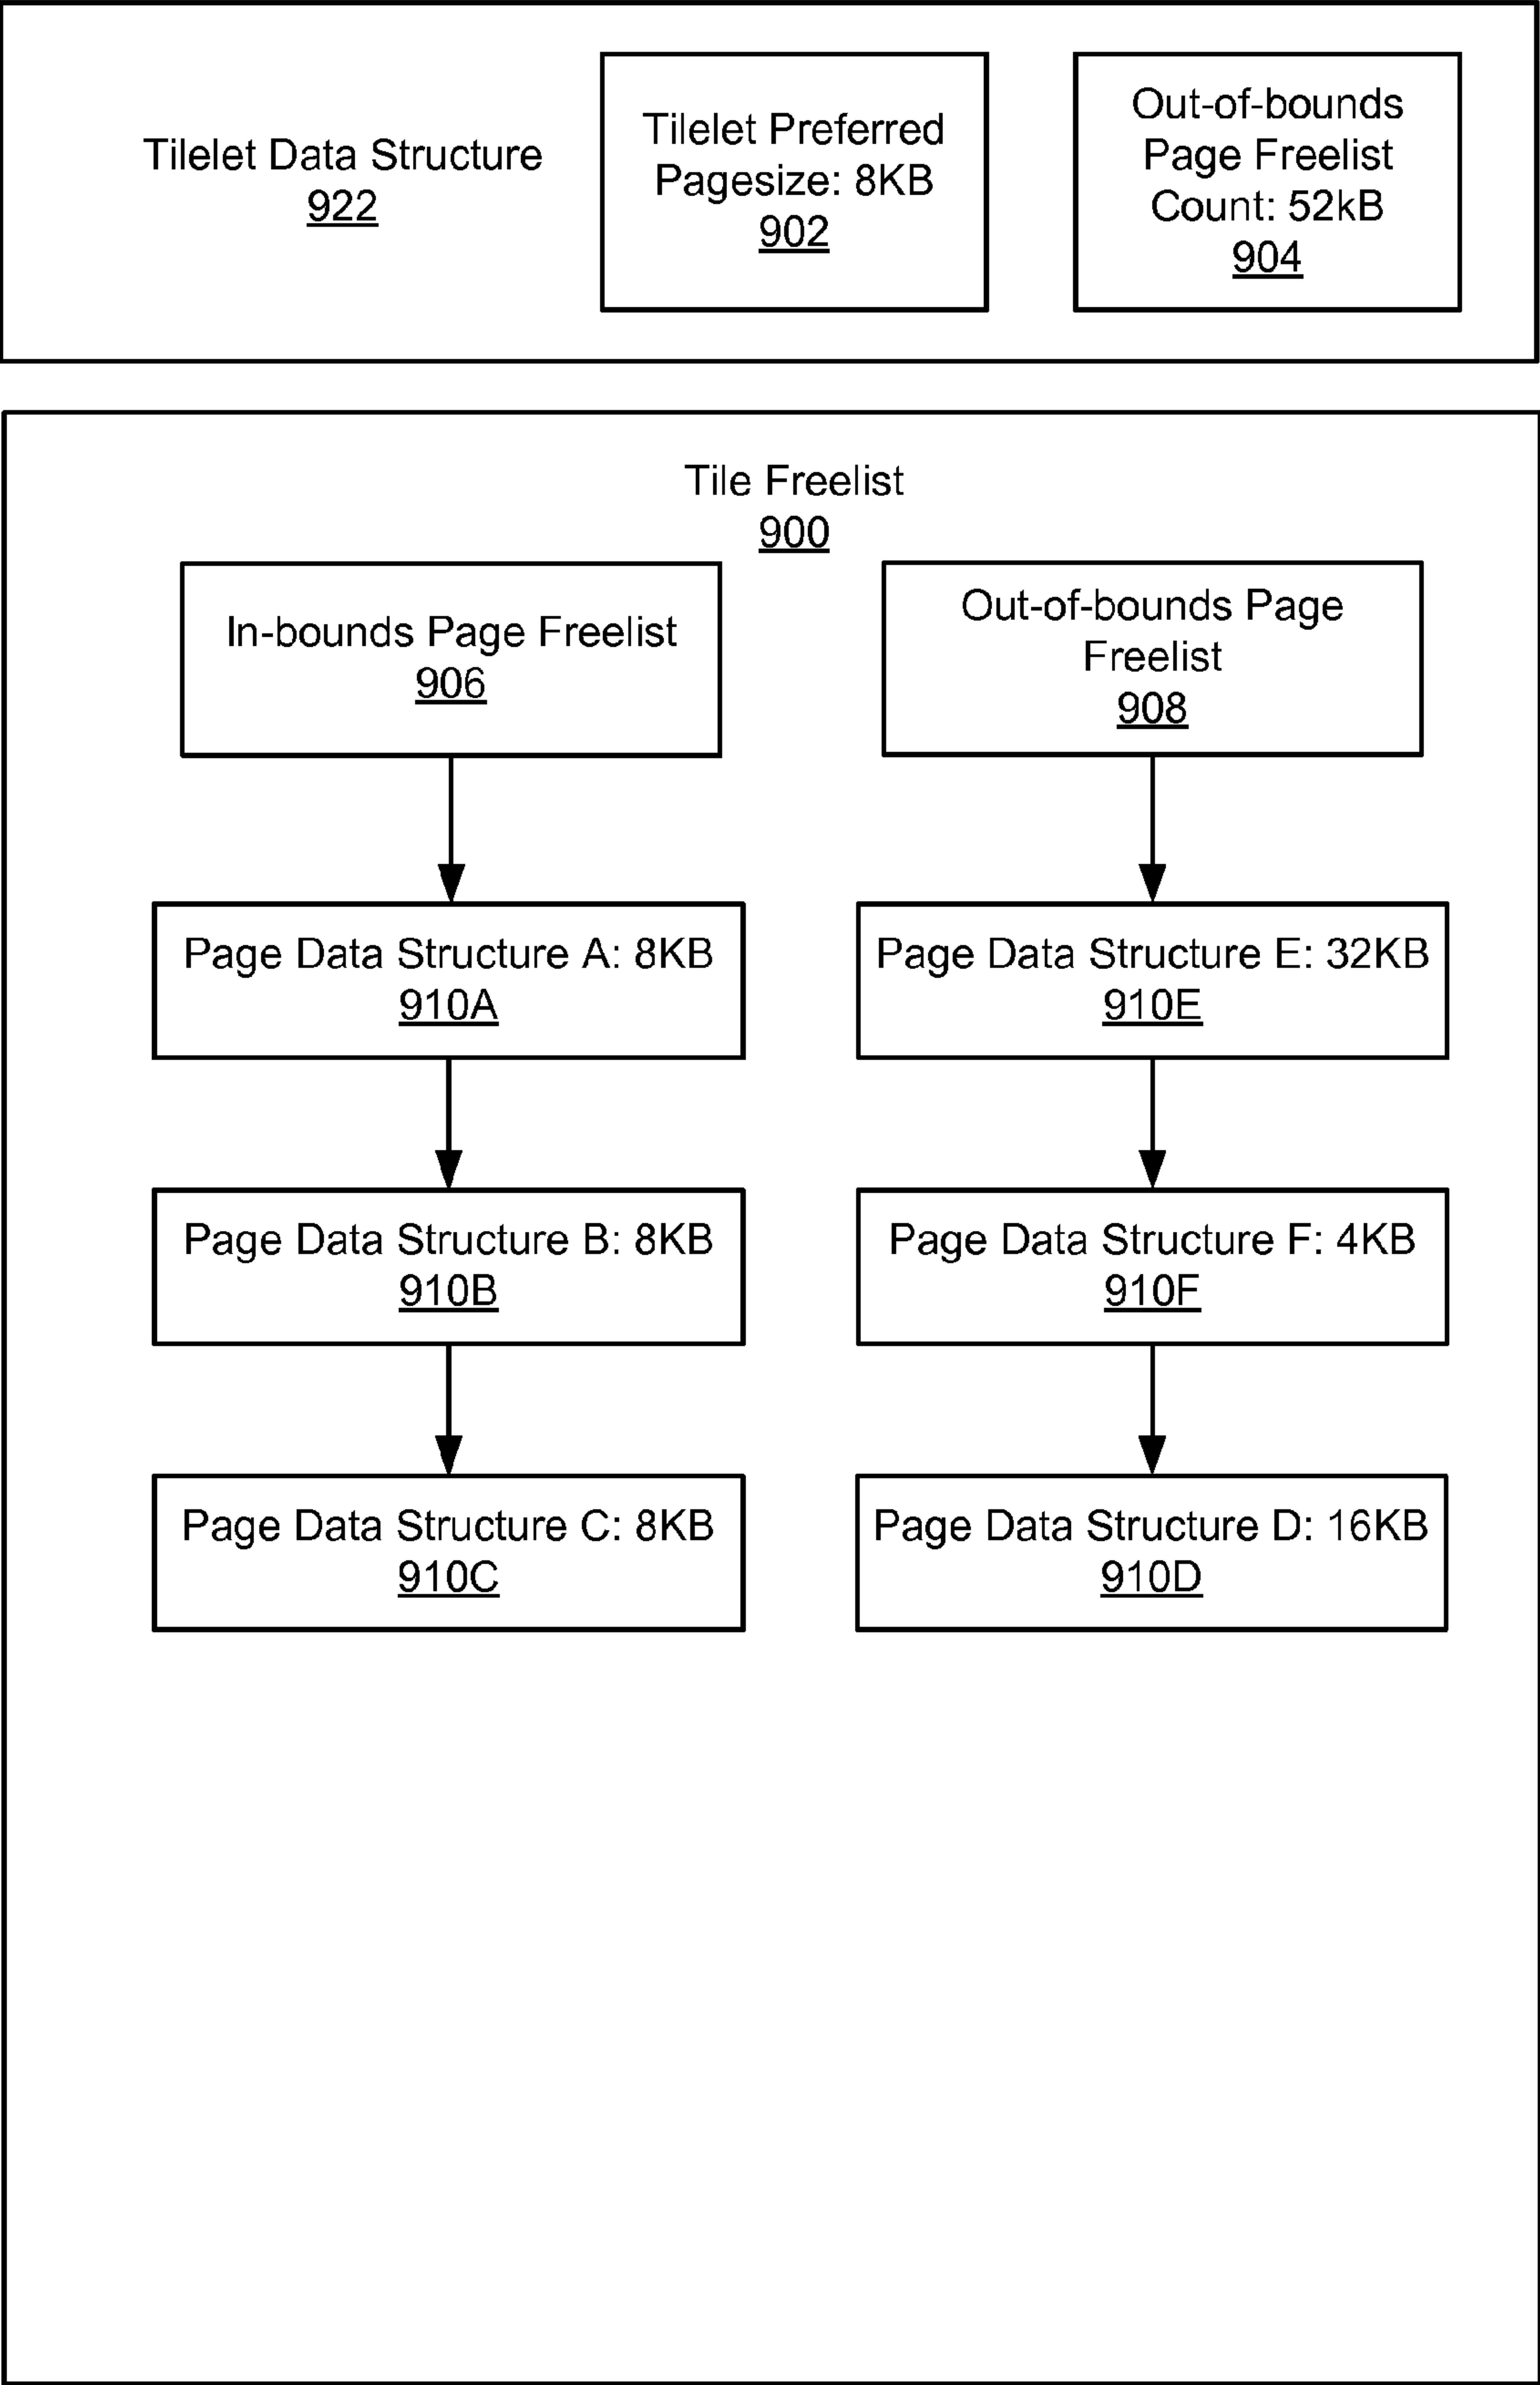 Tilelet Data Structure
922
Tilelet Preferred
Pagesize: 8KB
902
Out-of-bounds
Page Freelist
Count: 52kB
904
Tile Freelist
900
In-bounds Page Freelist
906
Out-of-bounds Page
Freelist
908
Page Data Structure A: 8KB
910A
Page Data Structure E: 32KB
910E
Page Data Structure B: 8KB
910B
Page Data Structure F: 4KB
910F
Page Data Structure C: 8KB
910C
Page Data Structure D: 16KB
910D